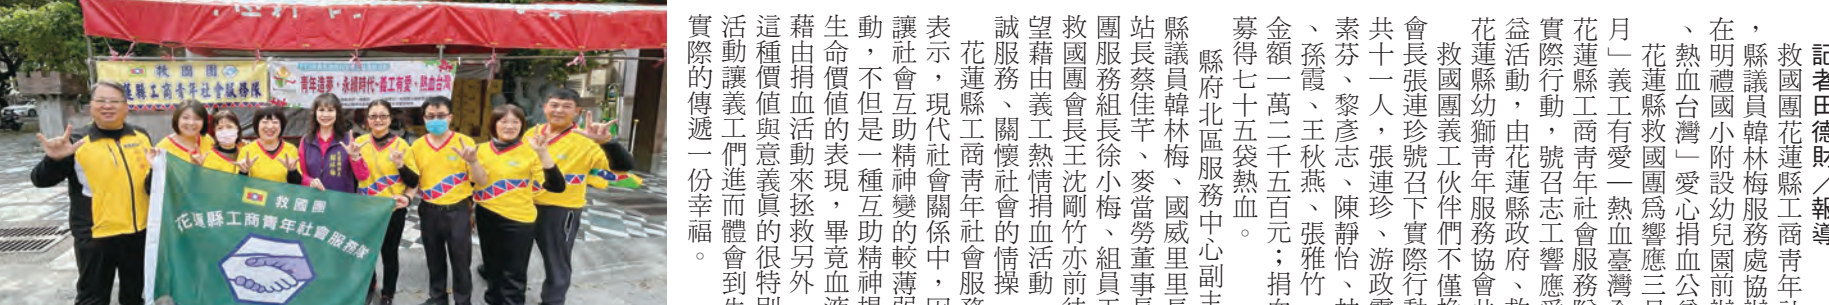 救國團
蓮縣工商青年社會服務隊
青年造夢，永續時代-義工有愛，熱血台灣
救國團
花蓮縣工商青年社會服務隊
記者田德財／報導
救國團花蓮縣工商青年
，縣議員韓林梅服務處協
在明禮國小附設幼兒園前
、熱血台灣」愛心捐血公
花蓮縣救國團為響應三
月」義工有愛—熱血臺灣
花蓮縣工商青年社會服務
實際行動，號召志工響應
益活動，由花蓮縣政府、
花蓮縣幼獅青年服務協會
救國團義工伙伴們不僅
會長張連珍號召下實際行
共十一人，張連珍、游政
素芬、黎彥志、陳靜怡、
、孫霞、王秋燕、張雅竹
金額一萬二千五百元；捐
募得七十五袋熱血。
縣府北區服務中心副
縣議員韓林梅、國威里里
站長蔡佳芊、麥當勞董事
團服務組長徐小梅、組員
救國團會長王沈剛竹亦前
望藉由義工熱情捐血活動
誠服務、關懷社會的情操
花蓮縣工商青年社會服
表示，現代社會關係中，
讓社會互助精神變的較薄
動，不但是一種互助精神
生命價值的表現，畢竟血
藉由捐血活動來拯救另外
這種價值與意義真的很特
活動讓義工們進而體會到
實際的傳遞一份幸福。